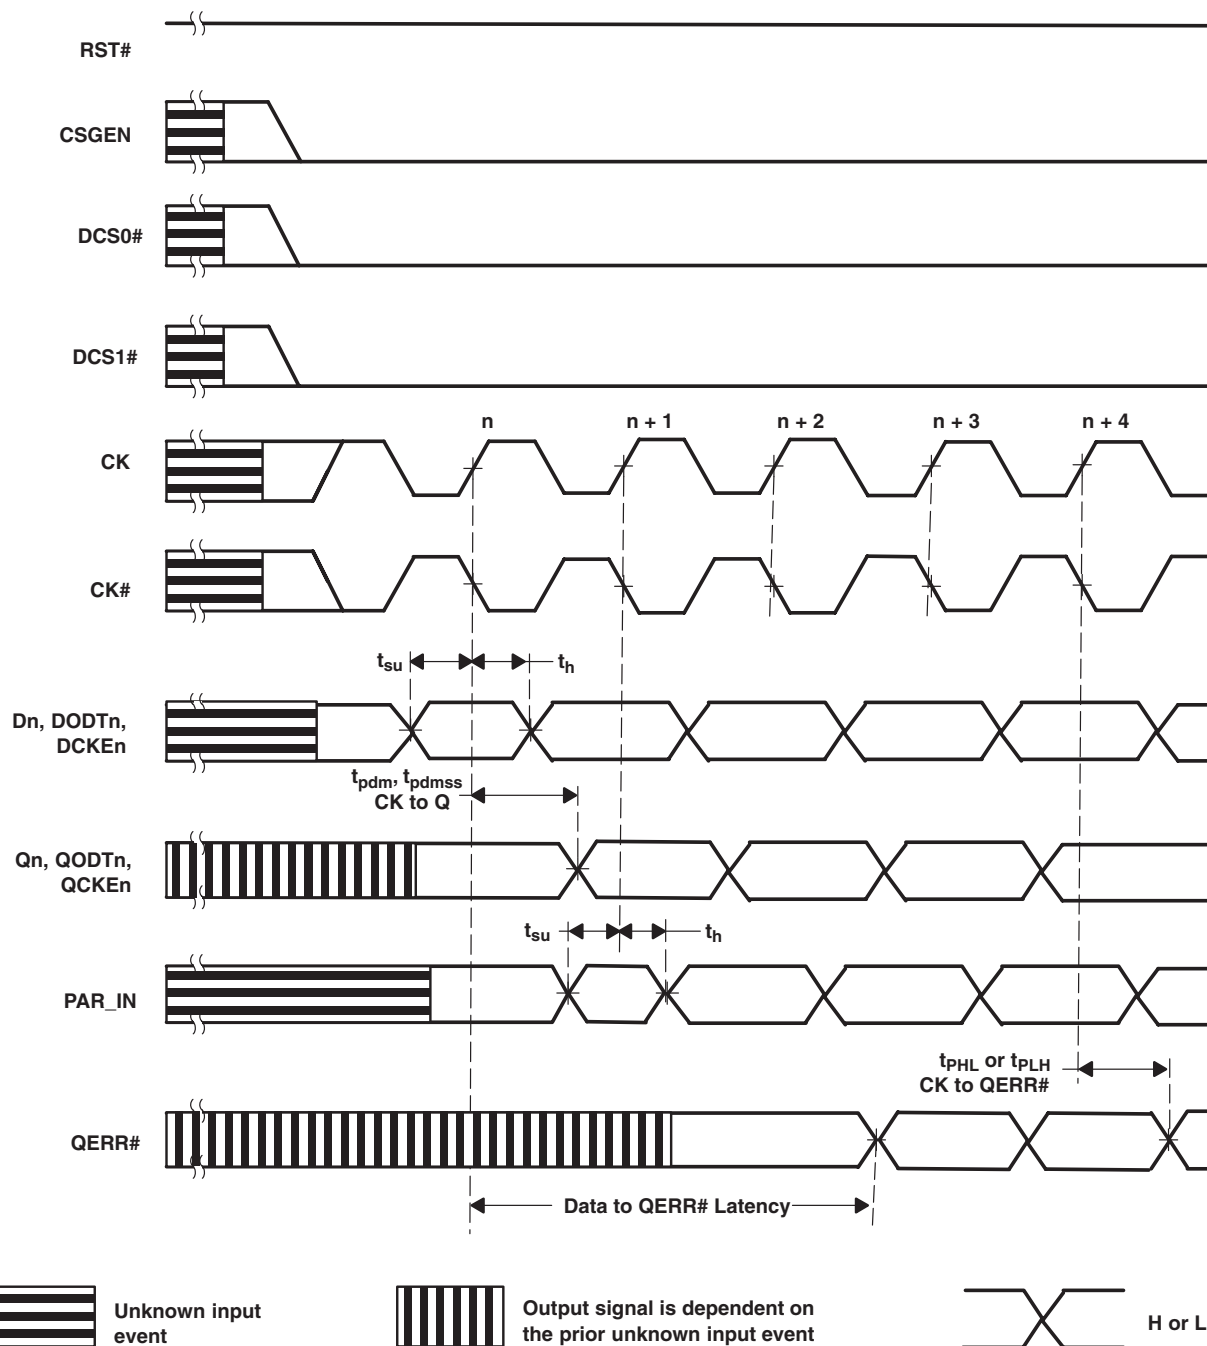 RST#
CSGEN
DCS0#
DCS1#
n
n + 1
n + 2
n + 3
n + 4
CK
CK#
tsu
th
Dn, DODTn,
DCKEn
tpdm, tpdmss
CK to Q
Qn, QODTn,
QCKEn
tsu
th
PAR_IN
tPHL or tPLH
CK to QERR#
QERR#
Data to QERR# Latency
Unknown input
event
Output signal is dependent on
the prior unknown input event
H or L